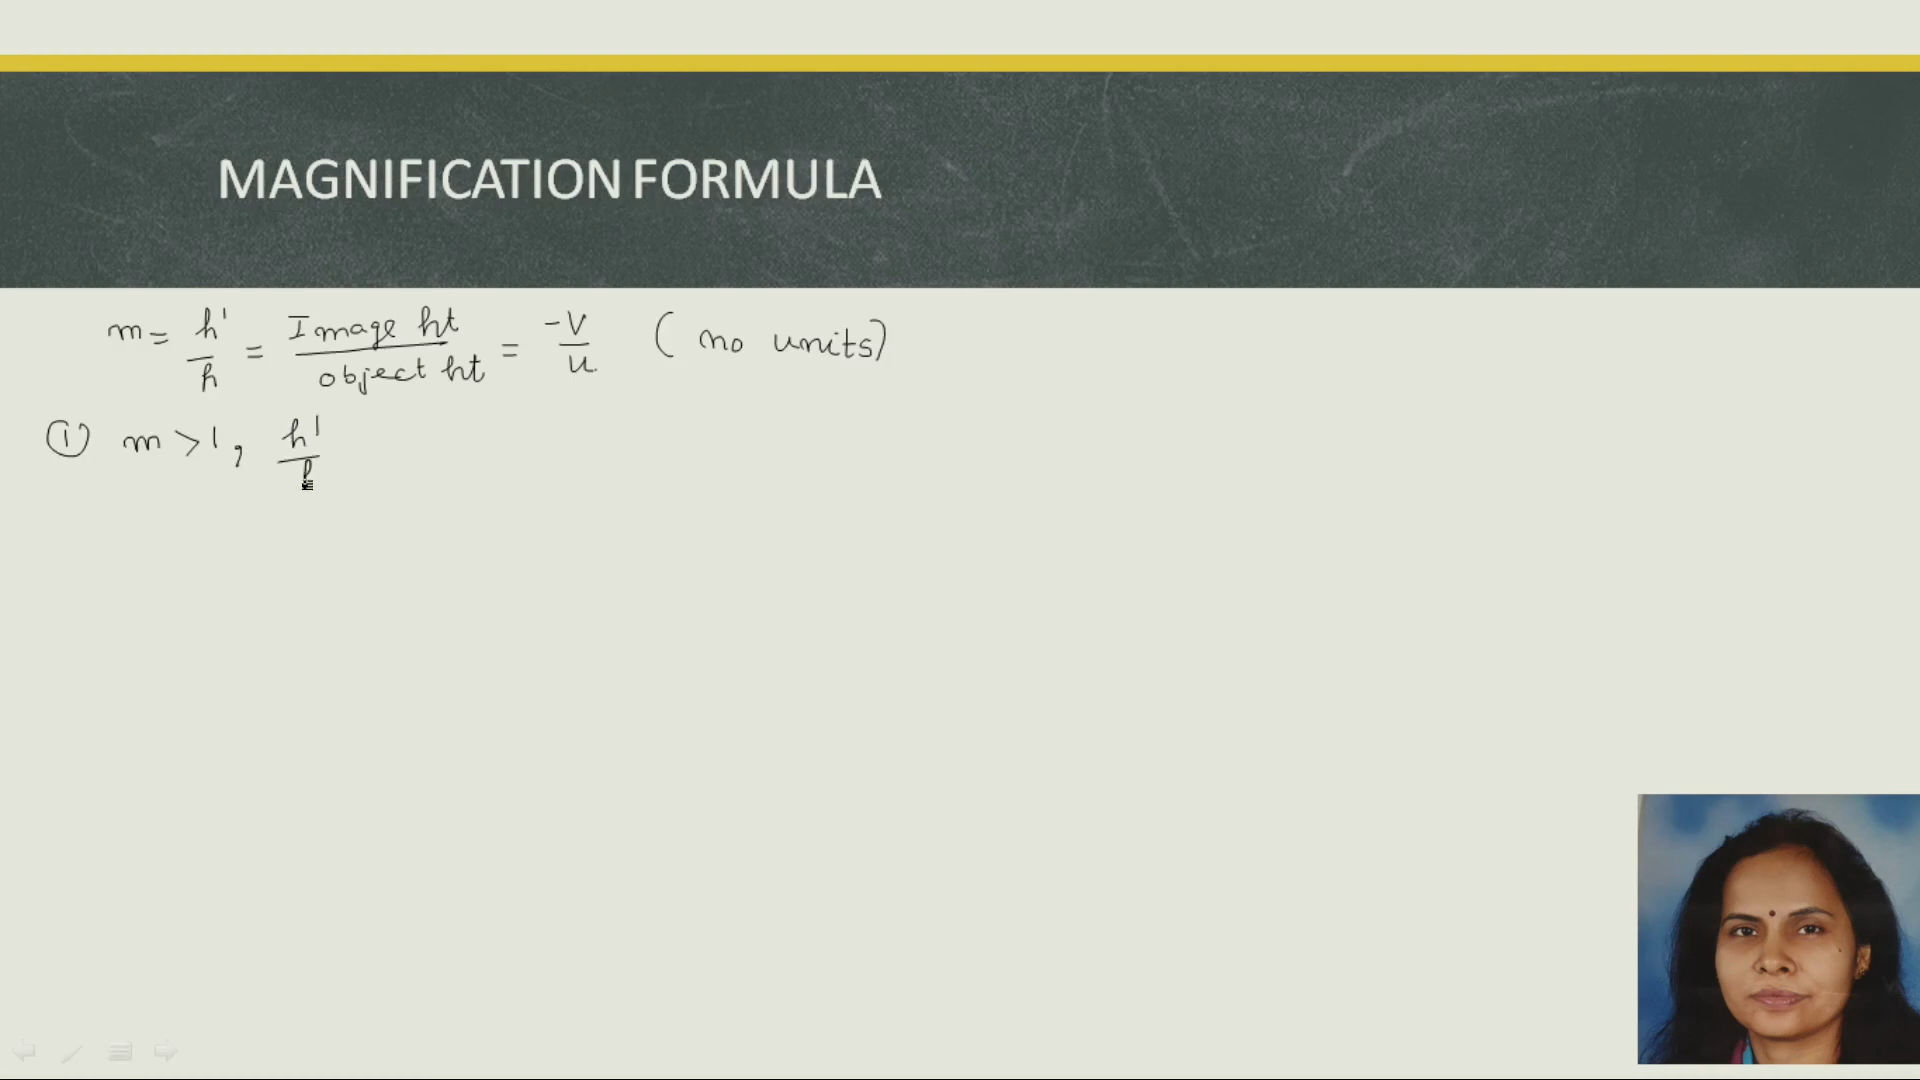 MAGNIFICATION FORMULA
m = h'/h = Image ht/object ht = -v/u (no units)
① m > 1, h'/h